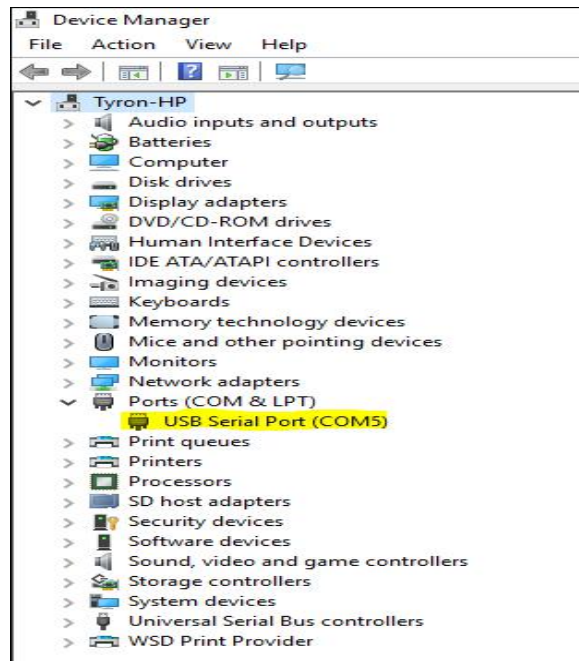 Device Manager
File Action View Help
Tyron-HP
Audio inputs and outputs
Batteries
Computer
Disk drives
Display adapters
DVD/CD-ROM drives
Human Interface Devices
IDE ATA/ATAPI controllers
Imaging devices
Keyboards
Memory technology devices
Mice and other pointing devices
Monitors
Network adapters
Ports (COM & LPT)
USB Serial Port (COM5)
Print queues
Printers
Processors
SD host adapters
Security devices
Software devices
Sound, video and game controllers
Storage controllers
System devices
Universal Serial Bus controllers
WSD Print Provider